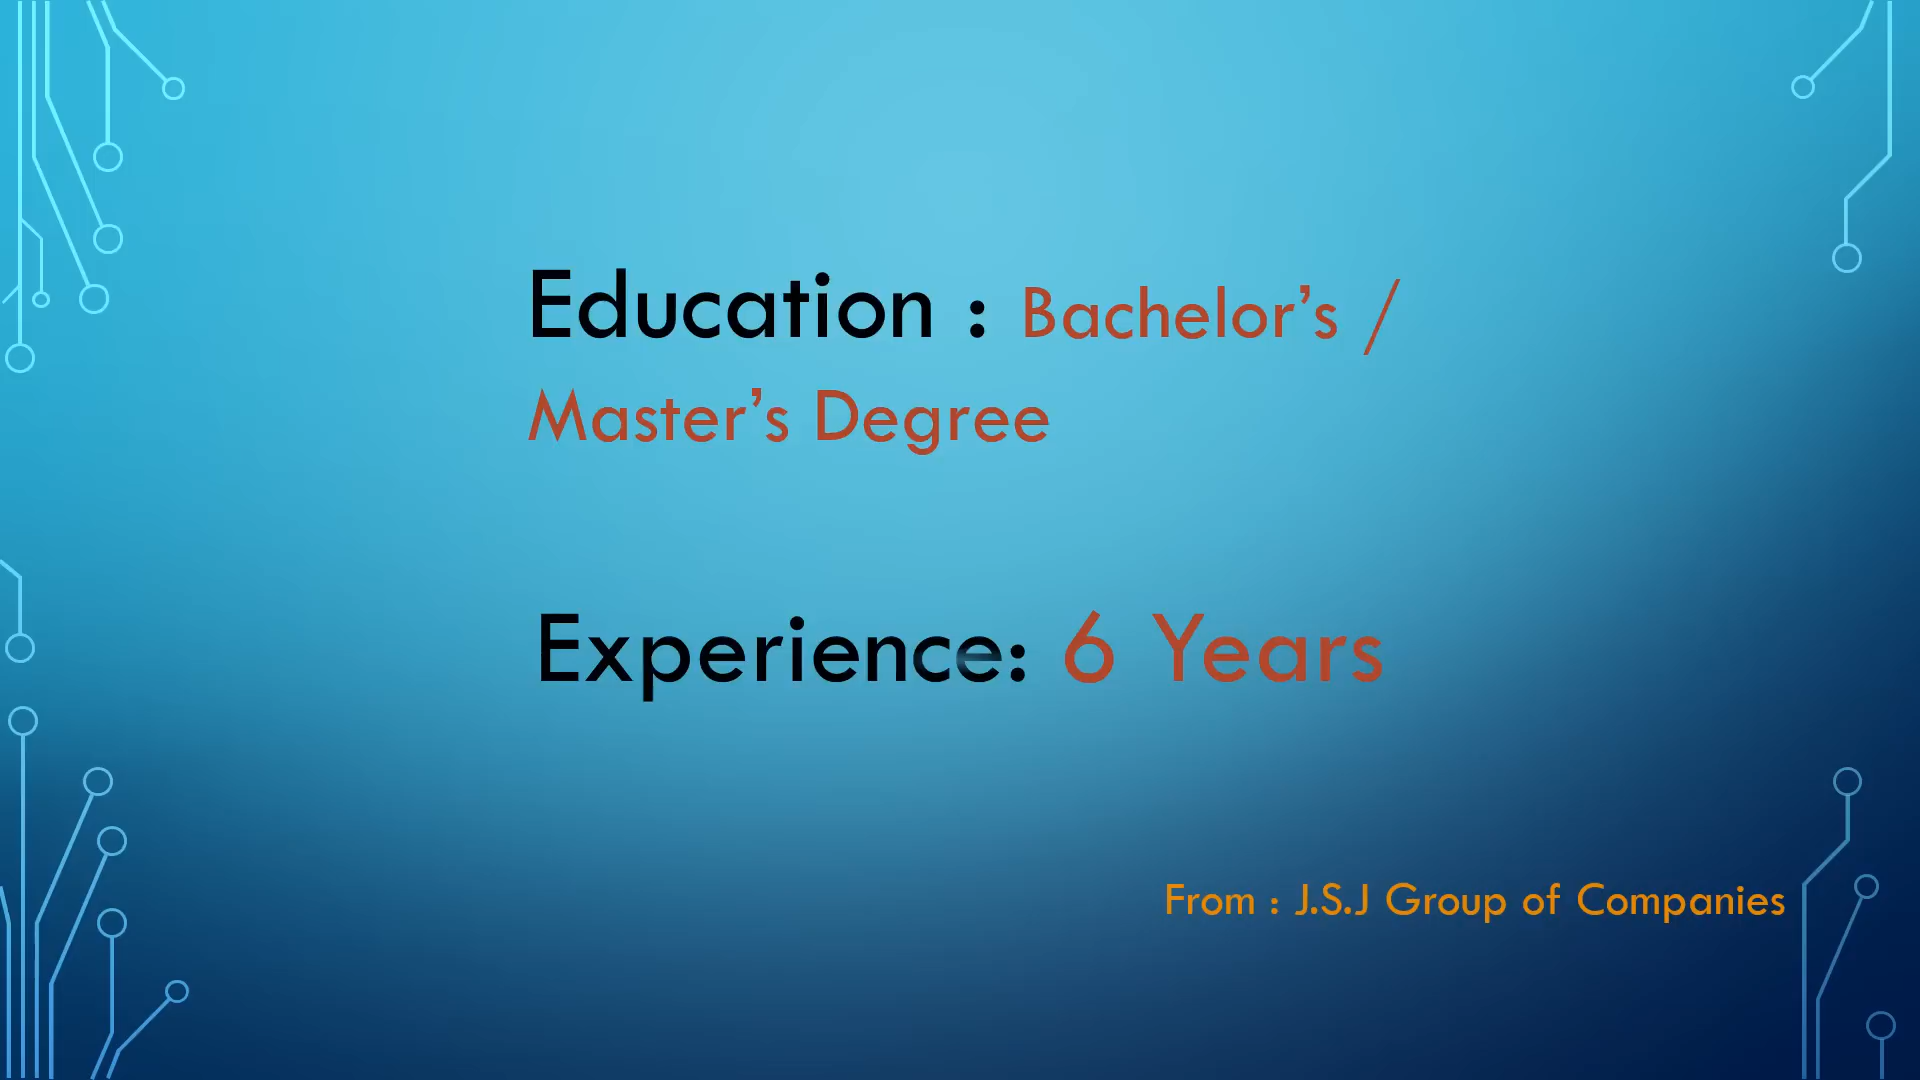 Education : Bachelor’s /
Master’s Degree
Experience: 6 Years
From : J.S.J Group of Companies